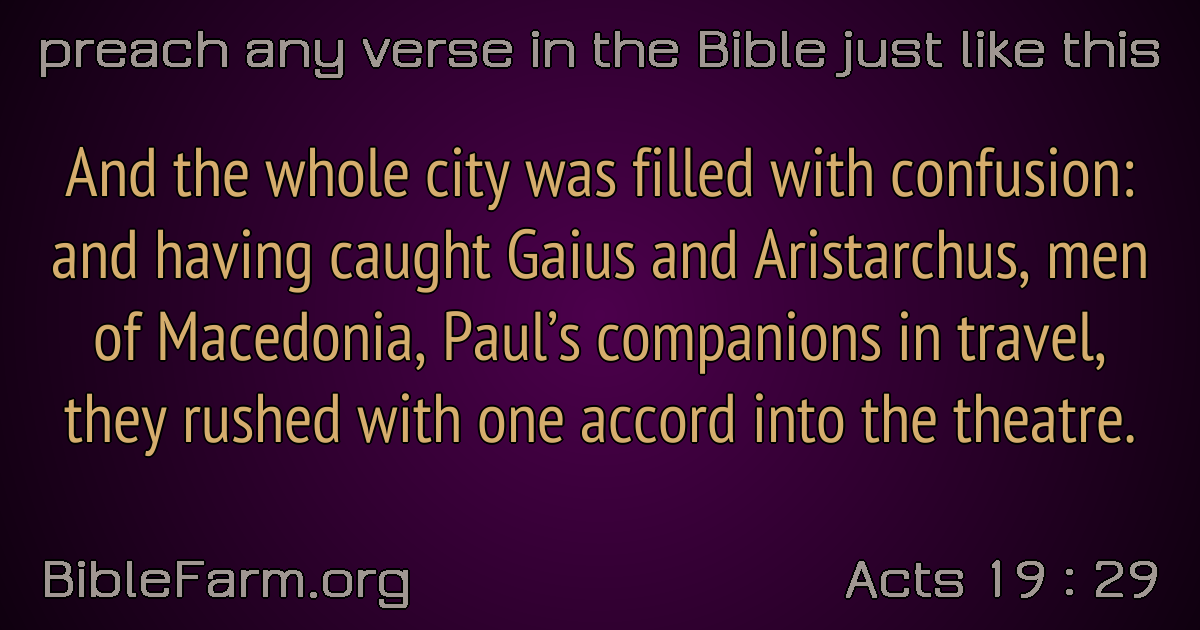 preach any verse in the Bible just like this
And the whole city was filled with confusion:
and having caught Gaius and Aristarchus, men
of Macedonia, Paul’s companions in travel,
they rushed with one accord into the theatre.
BibleFarm.org
Acts 19 : 29